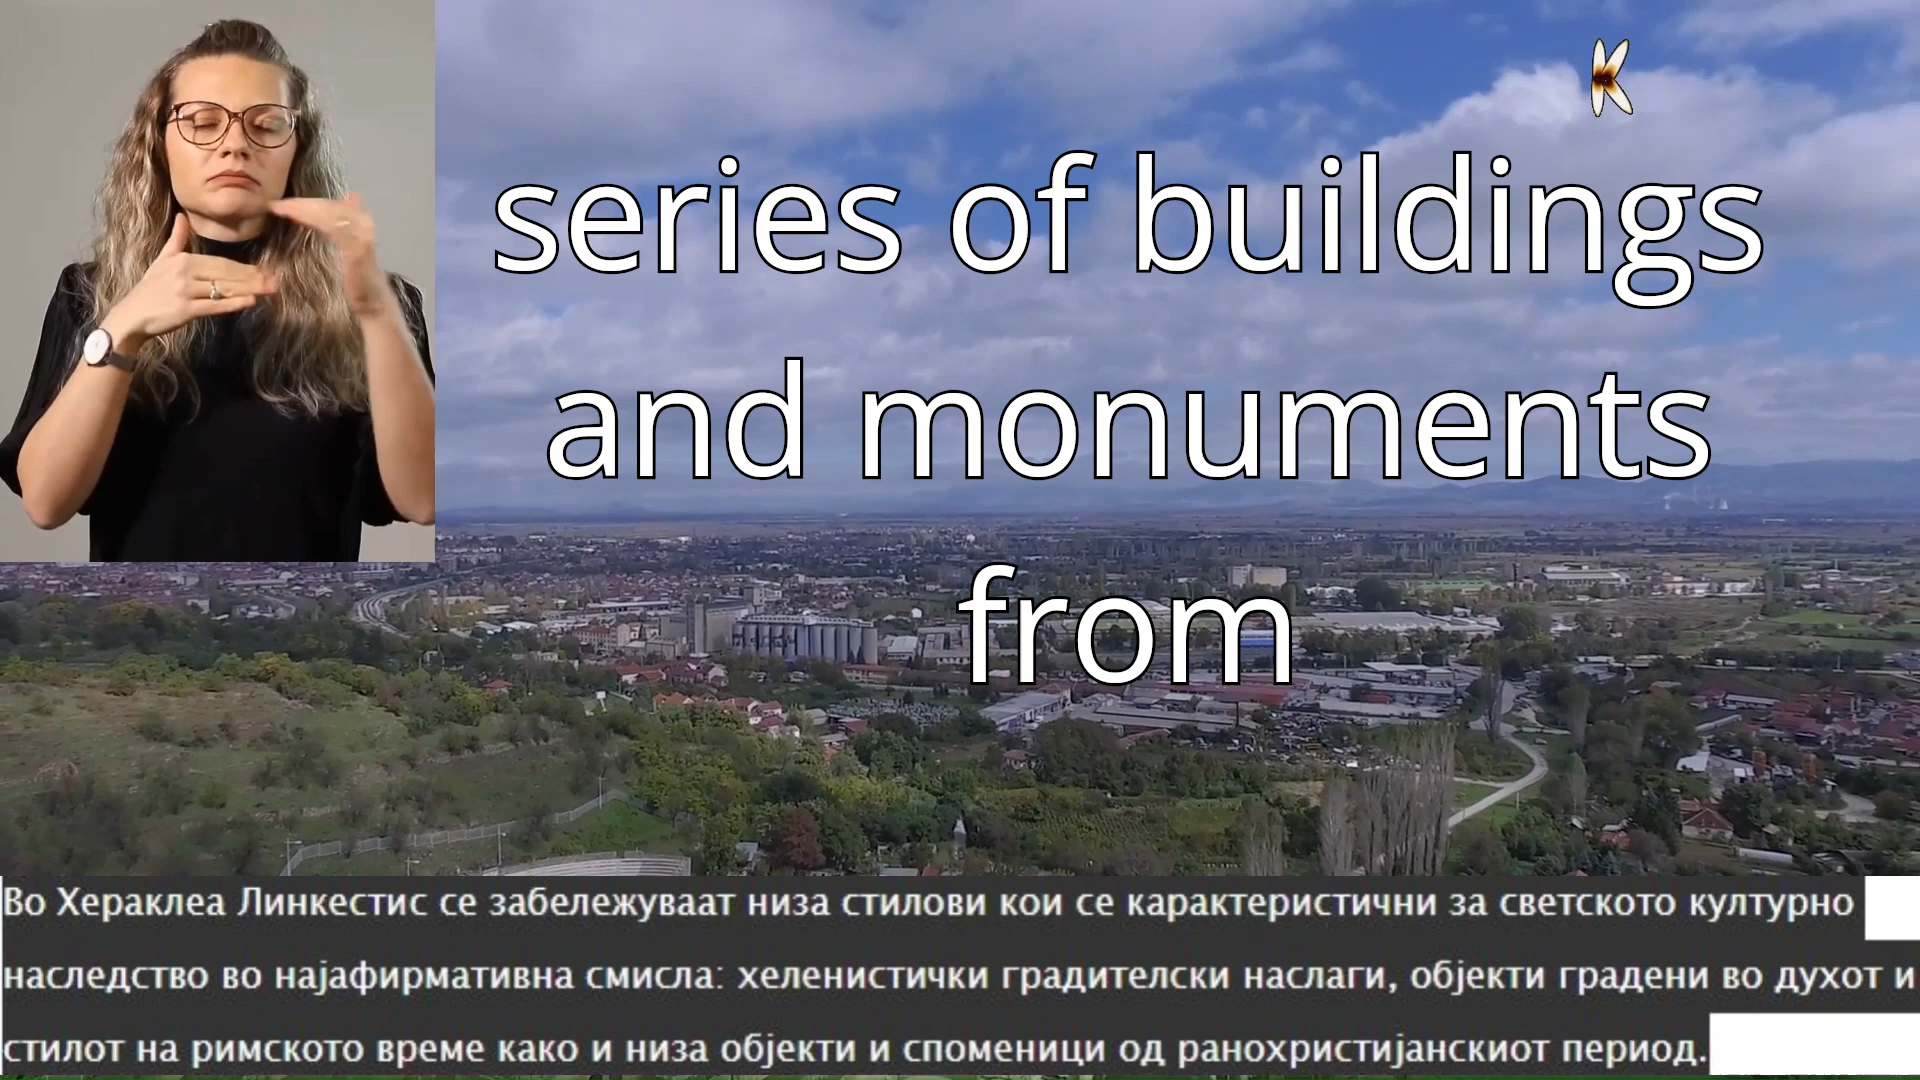 K
series of buildings
and monuments
from
Во Хераклеа Линкестис се забележуваат низа стилови кои се карактеристични за светското културно
наследство во најафирмативна смисла: хеленистички градителски наслаги, објекти градени во духот и
стилот на римското време како и низа објекти и споменици од ранохристијанскиот период.